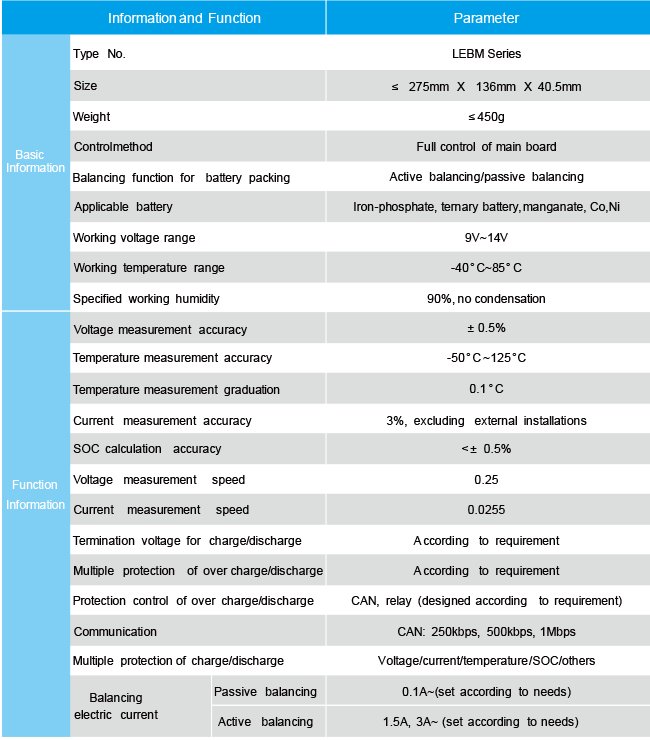 Information and Function Parameter
Type No. LEBM Series
Size ≤ 275mm X 136mm X 40.5mm
Weight ≤450g
Controlmethod Full control of main board
Basic
Information
Balancing function for battery packing Active balancing/passive balancing
Applicable battery Iron-phosphate, ternary battery, manganate, Co,Ni
Working voltage range 9V~14V
Working temperature range -40°C~85°C
Specified working humidity 90%, no condensation
Voltage measurement accuracy ± 0.5%
Temperature measurement accuracy -50°C~125°C
Temperature measurement graduation 0.1°C
Current measurement accuracy 3%, excluding external installations
SOC calculation accuracy <± 0.5%
Function
Information
Voltage measurement speed 0.25
Current measurement speed 0.0255
Termination voltage for charge/discharge According to requirement
Multiple protection of over charge/discharge According to requirement
Protection control of over charge/discharge CAN, relay (designed according to requirement)
Communication CAN: 250kbps, 500kbps, 1Mbps
Multiple protection of charge/discharge Voltage/current/temperature/SOC/others
Balancing
electric current
Passive balancing 0.1A~(set according to needs)
Active balancing 1.5A, 3A~ (set according to needs)